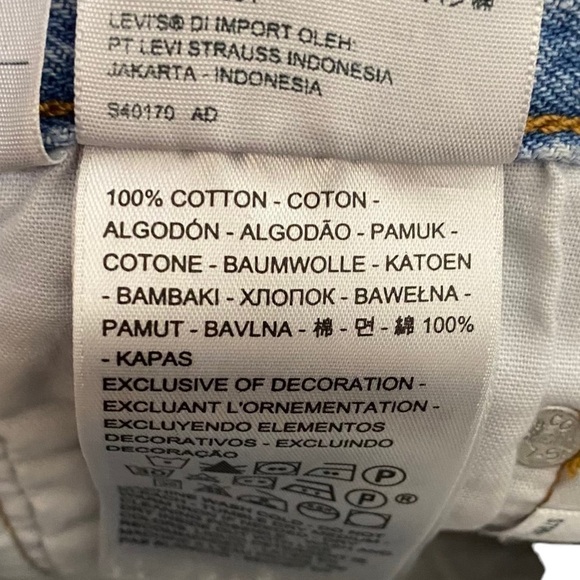 LEVI'S® DI IMPORT OLEH:
PT LEVI STRAUSS INDONESIA
JAKARTA - INDONESIA
S40170 AD
100% COTTON - COTON -
ALGODÓN - ALGODÃO - PAMUK -
COTONE - BAUMWOLLE - KATOEN
- BAMBAKI - ХЛОПОК - BAWEŁNA -
PAMUT - BAVLNA - 棉 - 면 - 綿 100%
- KAPAS
EXCLUSIVE OF DECORATION -
EXCLUANT L'ORNEMENTATION -
EXCLUYENDO ELEMENTOS
DECORATIVOS - EXCLUINDO
DECORAÇÃO
P
P ®